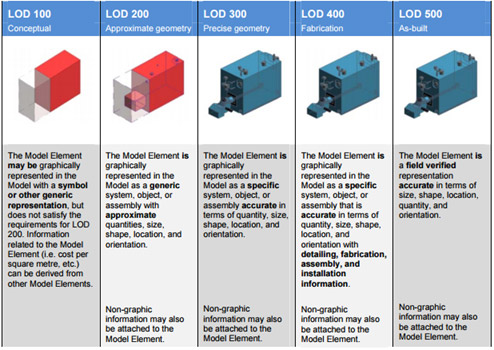 LOD 100
Conceptual
The Model Element
may be graphically
represented in the
Model with a symbol
or other generic
representation, but
does not satisfy the
requirements for LOD
200. Information
related to the Model
Element (i.e. cost per
square metre, etc.)
can be derived from
other Model Elements.
LOD 200
Approximate geometry
The Model Element is
graphically
represented in the
Model as a generic
system, object, or
assembly with
approximate
quantities, size,
shape, location, and
orientation.
Non-graphic
information may also
be attached to the
Model Element.
LOD 300
Precise geometry
The Model Element is
graphically
represented in the
Model as a specific
system, object, or
assembly accurate in
terms of quantity, size,
shape, location, and
orientation.
Non-graphic
information may also
be attached to the
Model Element.
LOD 400
Fabrication
The Model Element is
graphically
represented in the
Model as a specific
system, object, or
assembly that is
accurate in terms of
quantity, size, shape,
location, and
orientation with
detailing, fabrication,
assembly, and
installation
information.
Non-graphic
information may also
be attached to the
Model Element.
LOD 500
As-built
The Model Element is
a field verified
representation
accurate in terms of
size, shape, location,
quantity, and
orientation.
Non-graphic
information may also
be attached to the
Model Element.